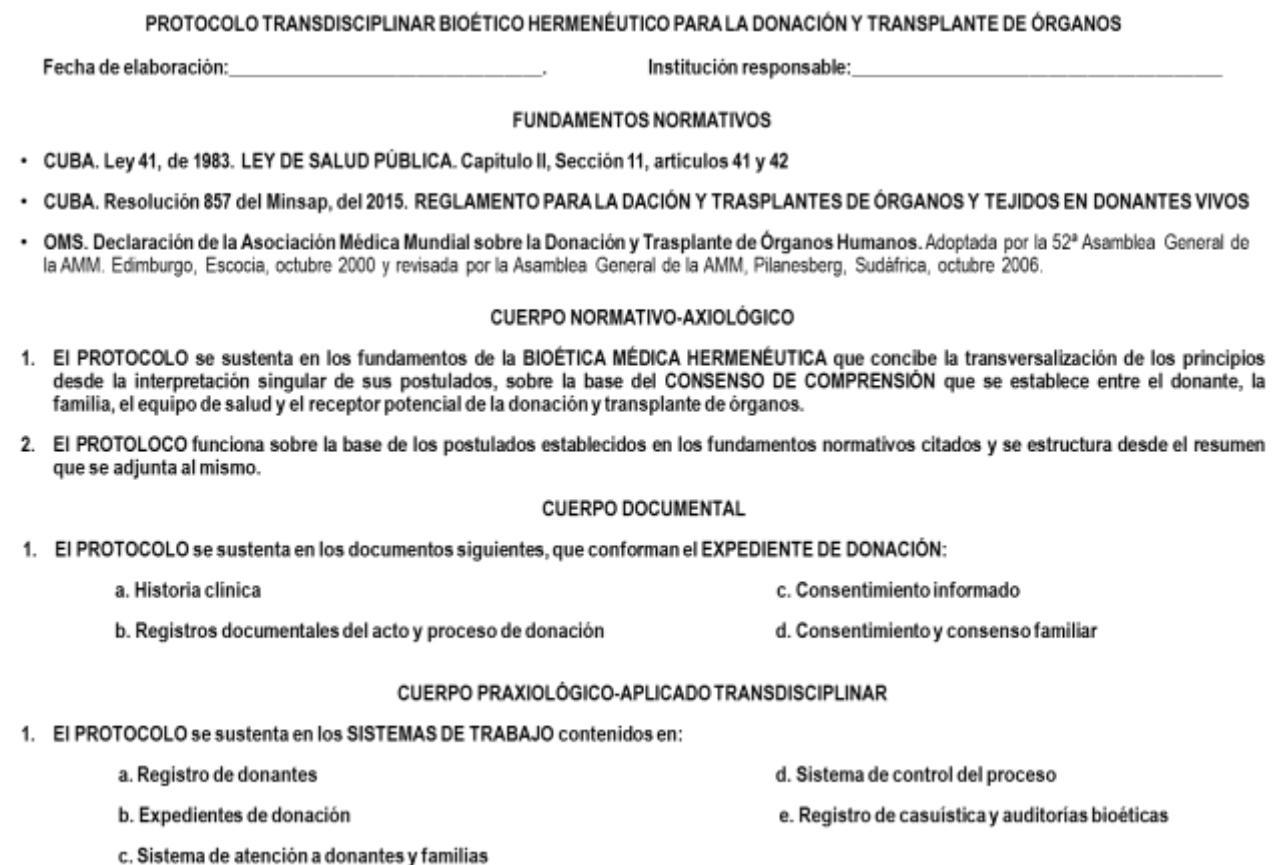 PROTOCOLO TRANSDISCIPLINAR BIOÉTICO HERMENÉUTICO PARA LA DONACIÓN Y TRANSPLANTE DE ÓRGANOS
Fecha de elaboración:________________________________. Institución responsable:______________________________________
FUNDAMENTOS NORMATIVOS
• CUBA. Ley 41, de 1983. LEY DE SALUD PÚBLICA. Capítulo II, Sección 11, artículos 41 y 42
• CUBA. Resolución 857 del Minsap, del 2015. REGLAMENTO PARA LA DACIÓN Y TRASPLANTES DE ÓRGANOS Y TEJIDOS EN DONANTES VIVOS
• OMS. Declaración de la Asociación Médica Mundial sobre la Donación y Trasplante de Órganos Humanos. Adoptada por la 52ª Asamblea General de
la AMM. Edimburgo, Escocia, octubre 2000 y revisada por la Asamblea General de la AMM, Pilanesberg, Sudáfrica, octubre 2006.
CUERPO NORMATIVO-AXIOLÓGICO
1. El PROTOCOLO se sustenta en los fundamentos de la BIOÉTICA MÉDICA HERMENÉUTICA que concibe la transversalización de los principios
desde la interpretación singular de sus postulados, sobre la base del CONSENSO DE COMPRENSIÓN que se establece entre el donante, la
familia, el equipo de salud y el receptor potencial de la donación y transplante de órganos.
2. El PROTOLOCO funciona sobre la base de los postulados establecidos en los fundamentos normativos citados y se estructura desde el resumen
que se adjunta al mismo.
CUERPO DOCUMENTAL
1. El PROTOCOLO se sustenta en los documentos siguientes, que conforman el EXPEDIENTE DE DONACIÓN:
a. Historia clínica
b. Registros documentales del acto y proceso de donación
c. Consentimiento informado
d. Consentimiento y consenso familiar
CUERPO PRAXIOLÓGICO-APLICADO TRANSDISCIPLINAR
1. El PROTOCOLO se sustenta en los SISTEMAS DE TRABAJO contenidos en:
a. Registro de donantes
b. Expedientes de donación
c. Sistema de atención a donantes y familias
d. Sistema de control del proceso
e. Registro de casuística y auditorías bioéticas